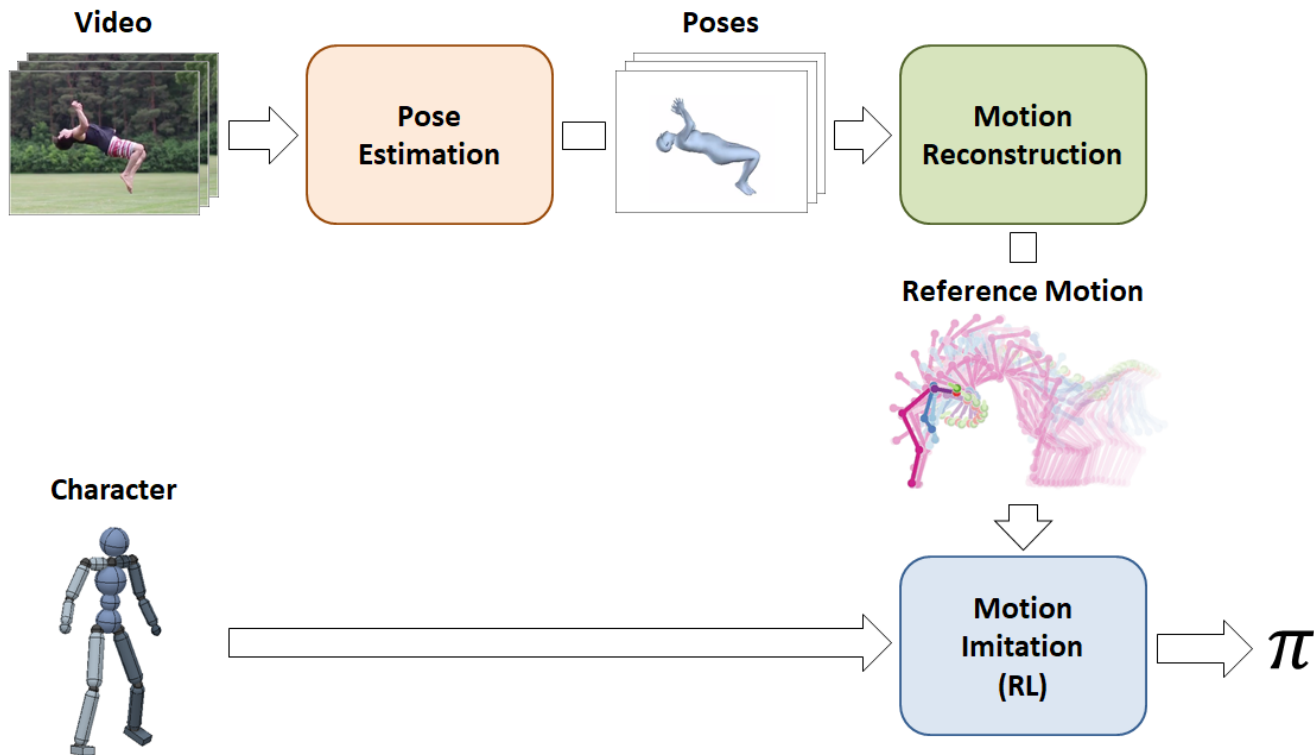 Video
Poses
Pose
Estimation
Motion
Reconstruction
Reference Motion
Character
Motion
Imitation
(RL)
π